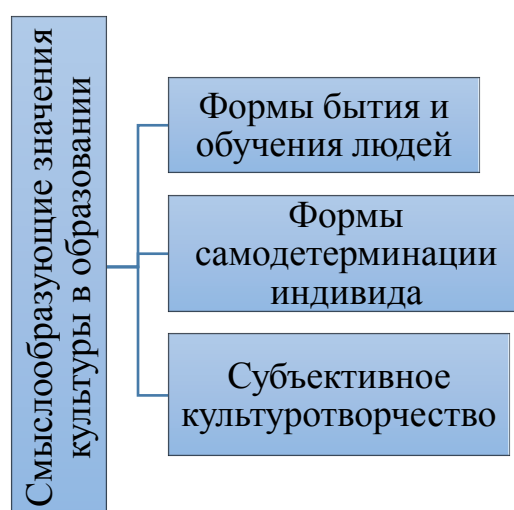 Смыслообразующие значения
культуры в образовании
Формы бытия и
обучения людей
Формы
самодетерминации
индивида
Субъективное
культуротворчество